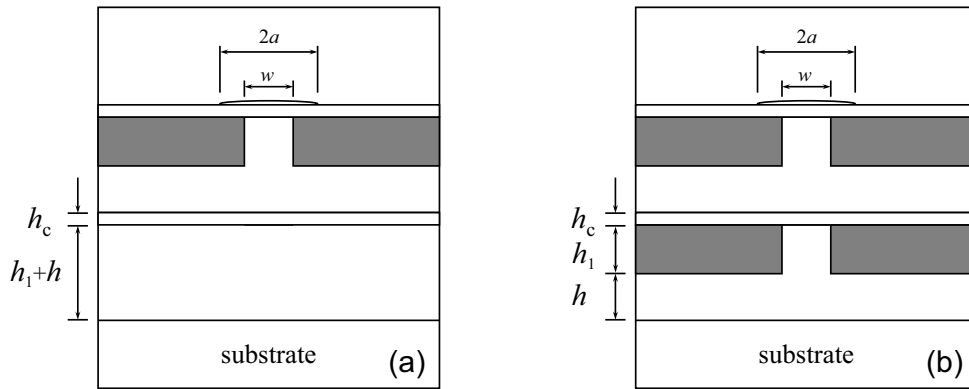 2a
w
h_c
h_1+h
substrate
(a)
2a
w
h_c
h_1
h
substrate
(b)